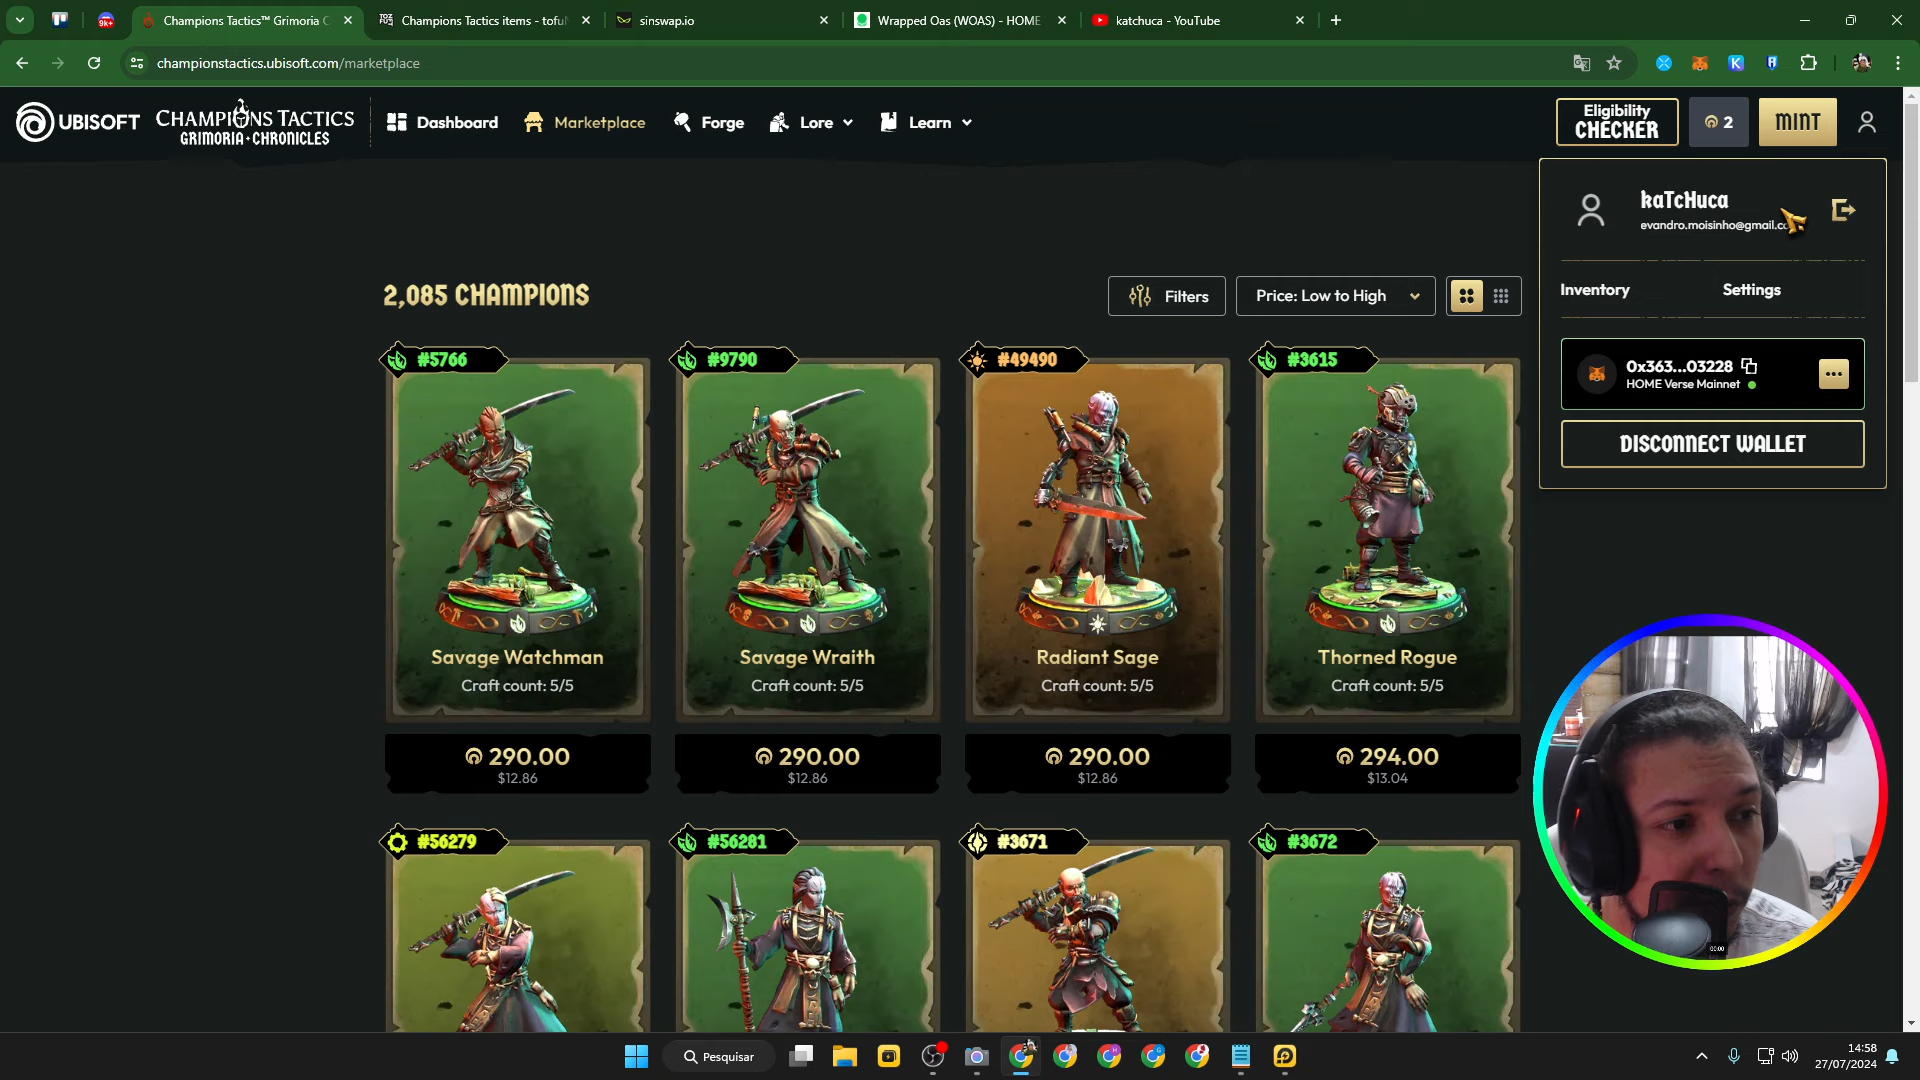 Champions Tactics™ Grimoria C
Champions Tactics items - tofuN
sinswap.io
Wrapped Oas (WOAS) - HOME
katchuca - YouTube
9k+
championstactics.ubisoft.com/marketplace
UBISOFT
CHAMPIONS TACTICS
GRIMORIA + CHRONICLES
Dashboard
Marketplace
Forge
Lore
Learn
Eligibility
CHECKER
2
MINT
kaTcHuca
evandro.moisinho@gmail.c
Inventory
Settings
0x363...03228
HOME Verse Mainnet
DISCONNECT WALLET
2,085 CHAMPIONS
Filters
Price: Low to High
#5766
#9790
#49490
#3615
Savage Watchman
Savage Wraith
Radiant Sage
Thorned Rogue
Craft count: 5/5
Craft count: 5/5
Craft count: 5/5
Craft count: 5/5
290.00
290.00
290.00
294.00
$12.86
$12.86
$12.86
$13.04
#56279
#56281
#3671
#3672
00:00
Pesquisar
14:58
27/07/2024